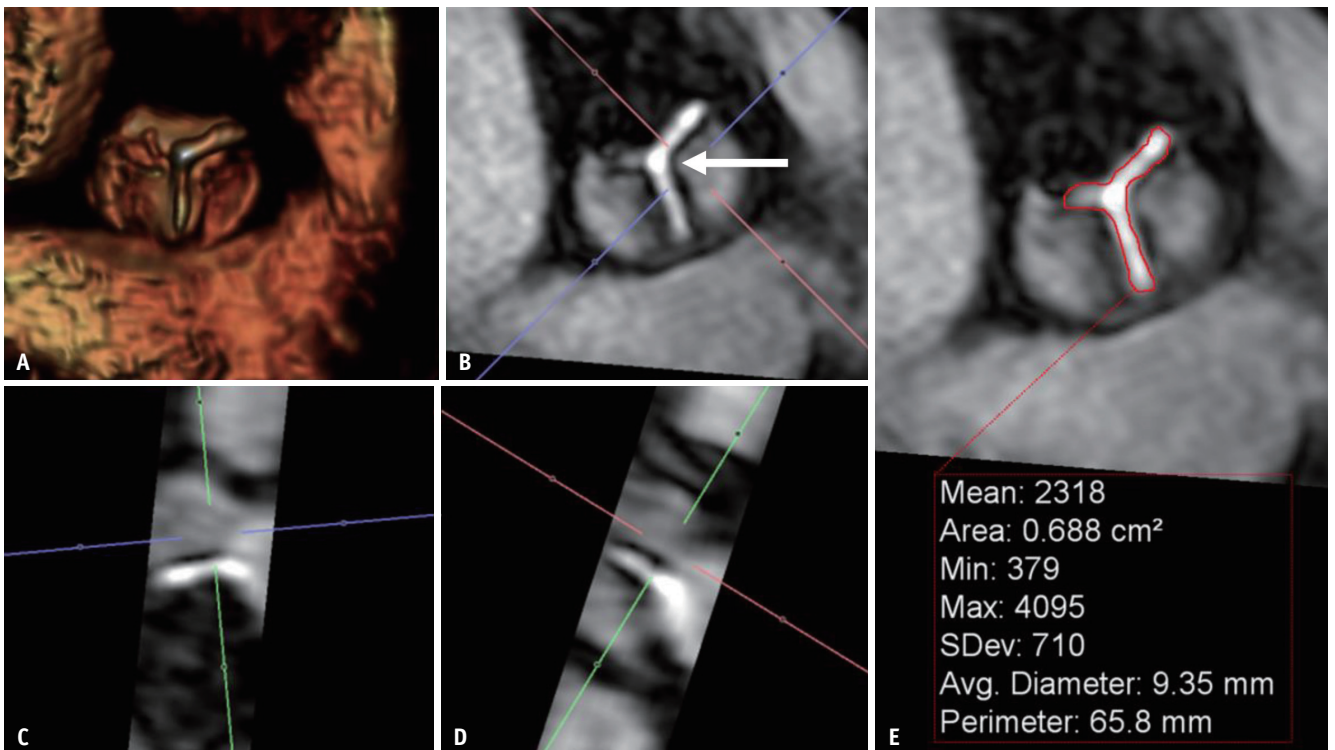 A
B
C
D
E
Mean: 2318
Area: 0.688 cm²
Min: 379
Max: 4095
SDev: 710
Avg. Diameter: 9.35 mm
Perimeter: 65.8 mm